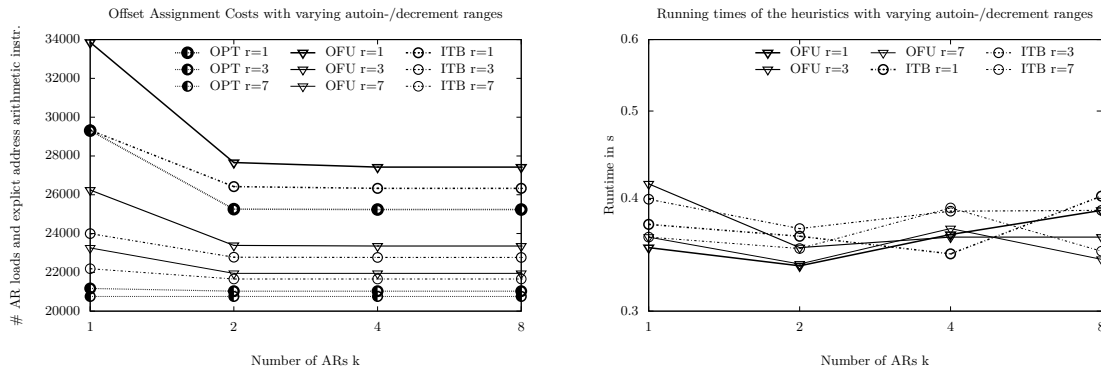 Offset Assignment Costs with varying autoin-/decrement ranges
# AR loads and explict address arithmetic instr.
34000
32000
30000
28000
26000
24000
22000
20000
OPT r=1
OPT r=3
OPT r=7
OFU r=1
OFU r=3
OFU r=7
ITB r=1
ITB r=3
ITB r=7
1 2 4 8
Number of ARs k
Running times of the heuristics with varying autoin-/decrement ranges
Runtime in s
0.6
0.5
0.4
0.3
OFU r=1
OFU r=3
OFU r=7
ITB r=1
ITB r=3
ITB r=7
1 2 4 8
Number of ARs k